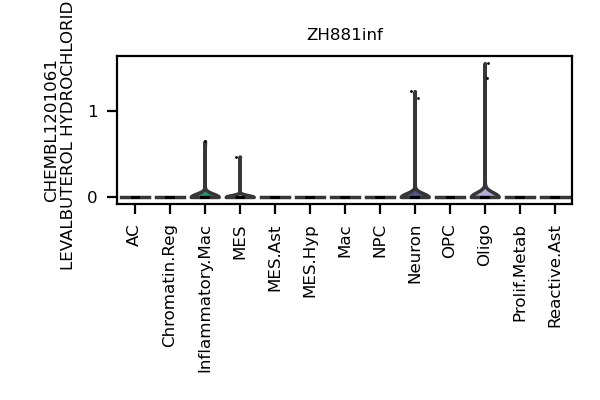 ZH881inf
CHEMBL1201061
LEVALBUTEROL HYDROCHLORID
1
0
AC
Chromatin.Reg
Inflammatory.Mac
MES
MES.Ast
MES.Hyp
Mac
NPC
Neuron
OPC
Oligo
Prolif.Metab
Reactive.Ast